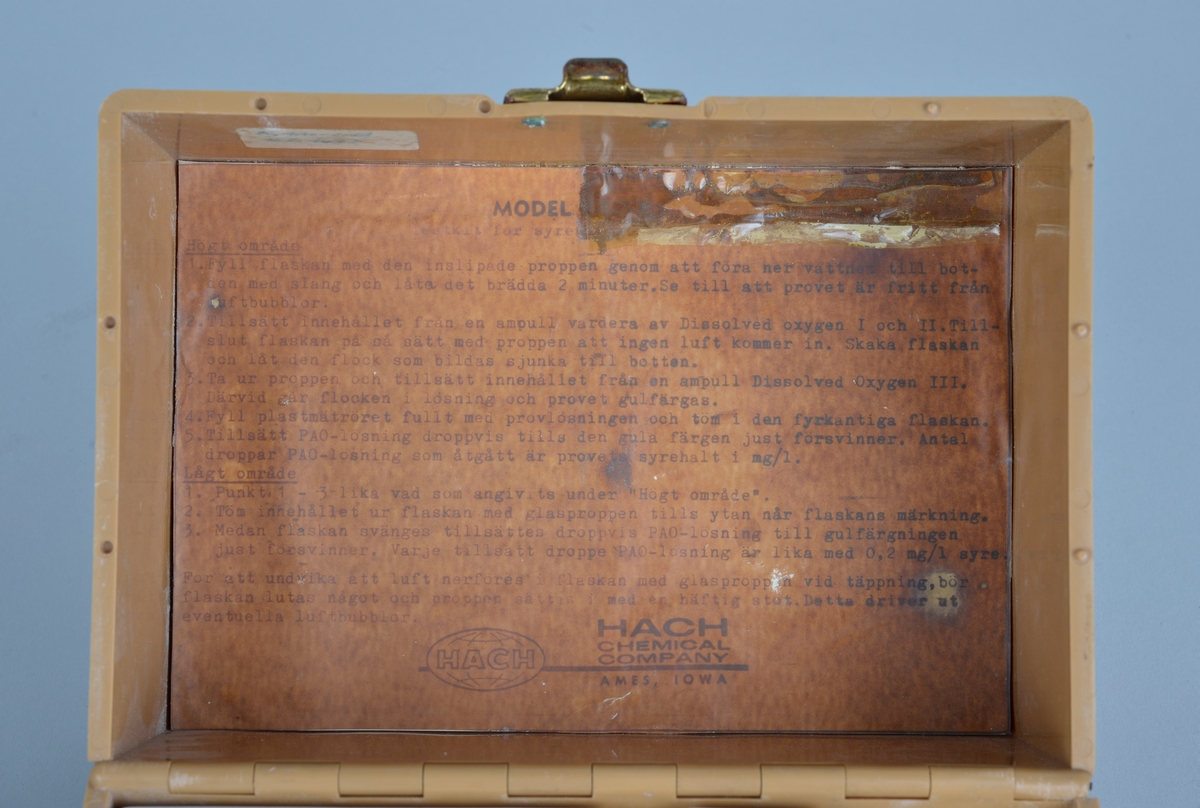 MODEL
Testkit för
Högt område
1.Fyll flaskan med den inslipade proppen genom att föra ner vattnet till bot-
ten med slang och låta det brädda 2 minuter.Se till att provet är fritt från
luftbubblor.
2.Tillsätt innehållet från en ampull vardera av Dissolved oxygen I och II.Till-
slut flaskan på så sätt med proppen att ingen luft kommer in. Skaka flaskan
och låt den flock som bildas sjunka till botten.
3.Ta ur proppen och tillsätt innehållet från en ampull Dissolved Oxygen III.
Därvid går flocken i lösning och provet gulfärgas.
4.Fyll plastmätröret fullt med provlösningen och töm i den fyrkantiga flaskan.
5.Tillsätt PAO-lösning droppvis tills den gula färgen just försvinner. Antal
droppar PAO-lösning som åtgått är provets syrehalt i mg/l.
Lågt område
1. Punkt 1 - 3 lika vad som angivits under "Högt område".
2. Töm innehållet ur flaskan med glasproppen tills ytan når flaskans märkning.
3. Medan flaskan svänges tillsättes droppvis PAO-lösning till gulfärgningen
just försvinner. Varje tillsatt droppe PAO-lösning är lika med 0,2 mg/l syre.
För att undvika att luft nerföres i flaskan med glasproppen vid täppning,bör
flaskan lutas något och proppen sättas i med en häftig stöt.Detta driver ut
eventuella luftbubblor.
HACH
HACH
CHEMICAL
COMPANY
AMES, IOWA